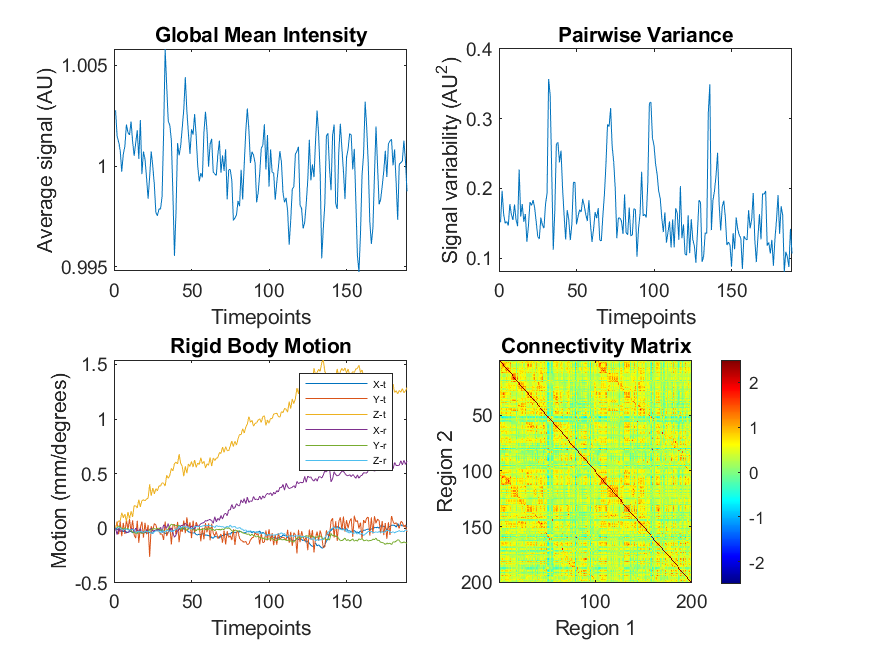 Global Mean Intensity
Average signal (AU)
1.005
1
0.995
0 50 100 150
Timepoints
Pairwise Variance
Signal variability (AU²)
0.4
0.3
0.2
0.1
0 50 100 150
Timepoints
Rigid Body Motion
Motion (mm/degrees)
1.5
1
0.5
0
-0.5
0 50 100 150
Timepoints
X-t
Y-t
Z-t
X-r
Y-r
Z-r
Connectivity Matrix
Region 2
50
100
150
200
100 200
Region 1
2
1
0
-1
-2